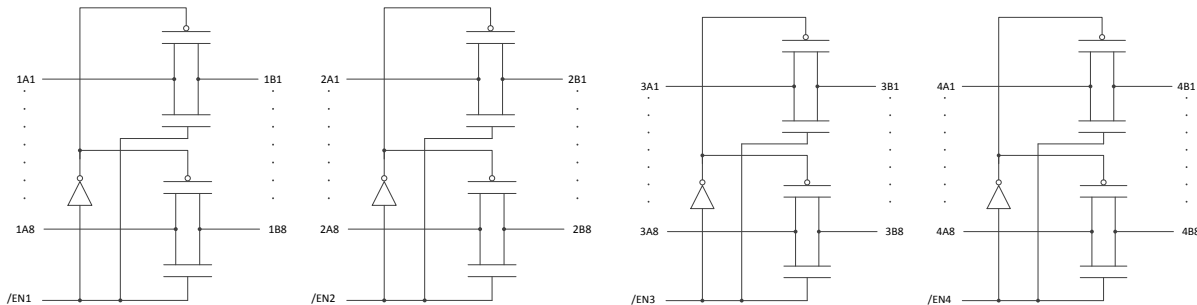 1A1 1B1 2A1 2B1 3A1 3B1 4A1 4B1
1A8 1B8 2A8 2B8 3A8 3B8 4A8 4B8
/EN1 /EN2 /EN3 /EN4